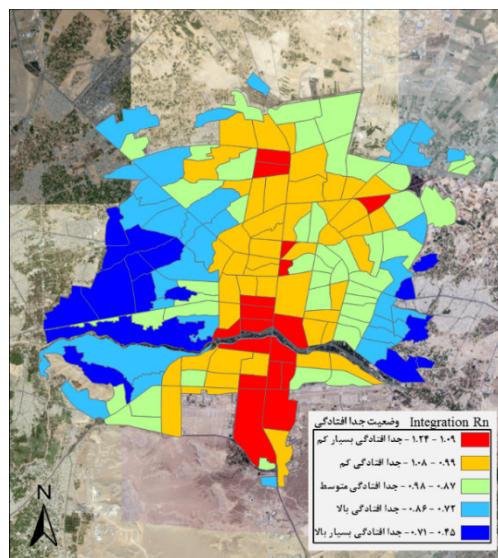 وضعیت جدا افتادگی Integration Rn
۱.۲۴ - ۱.۰۹ - جدا افتادگی بسیار کم
۱.۰۸ - ۰.۹۹ - جدا افتادگی کم
۰.۹۸ - ۰.۸۷ - جدا افتادگی متوسط
۰.۸۶ - ۰.۷۲ - جدا افتادگی بالا
۰.۷۱ - ۰.۴۵ - جدا افتادگی بسیار بالا
N